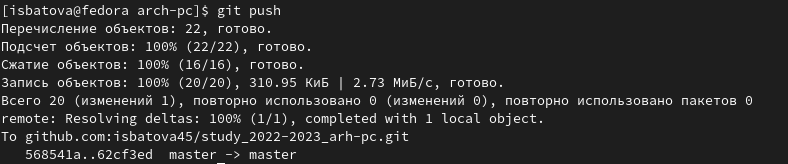 [isbatova@fedora arch-pc]$ git push
Перечисление объектов: 22, готово.
Подсчет объектов: 100% (22/22), готово.
Сжатие объектов: 100% (16/16), готово.
Запись объектов: 100% (20/20), 310.95 КиБ | 2.73 МиБ/с, готово.
Всего 20 (изменений 1), повторно использовано 0 (изменений 0), повторно использовано пакетов 0
remote: Resolving deltas: 100% (1/1), completed with 1 local object.
To github.com:isbatova45/study_2022-2023_arh-pc.git
   568541a..62cf3ed  master -> master